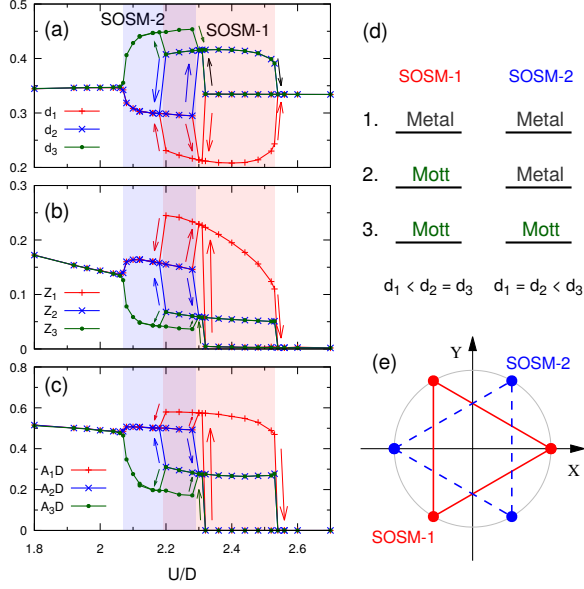 SOSM-2
SOSM-1
(a)
0.5
0.4
0.3
0.2
d1
d2
d3
(b)
0.3
0.2
0.1
0
Z1
Z2
Z3
(c)
0.8
0.6
0.4
0.2
0
A1D
A2D
A3D
1.8 2 2.2 2.4 2.6
U/D
(d)
SOSM-1 SOSM-2
1. Metal Metal
2. Mott Metal
3. Mott Mott
d1 < d2 = d3 d1 = d2 < d3
(e)
Y
SOSM-2
X
SOSM-1